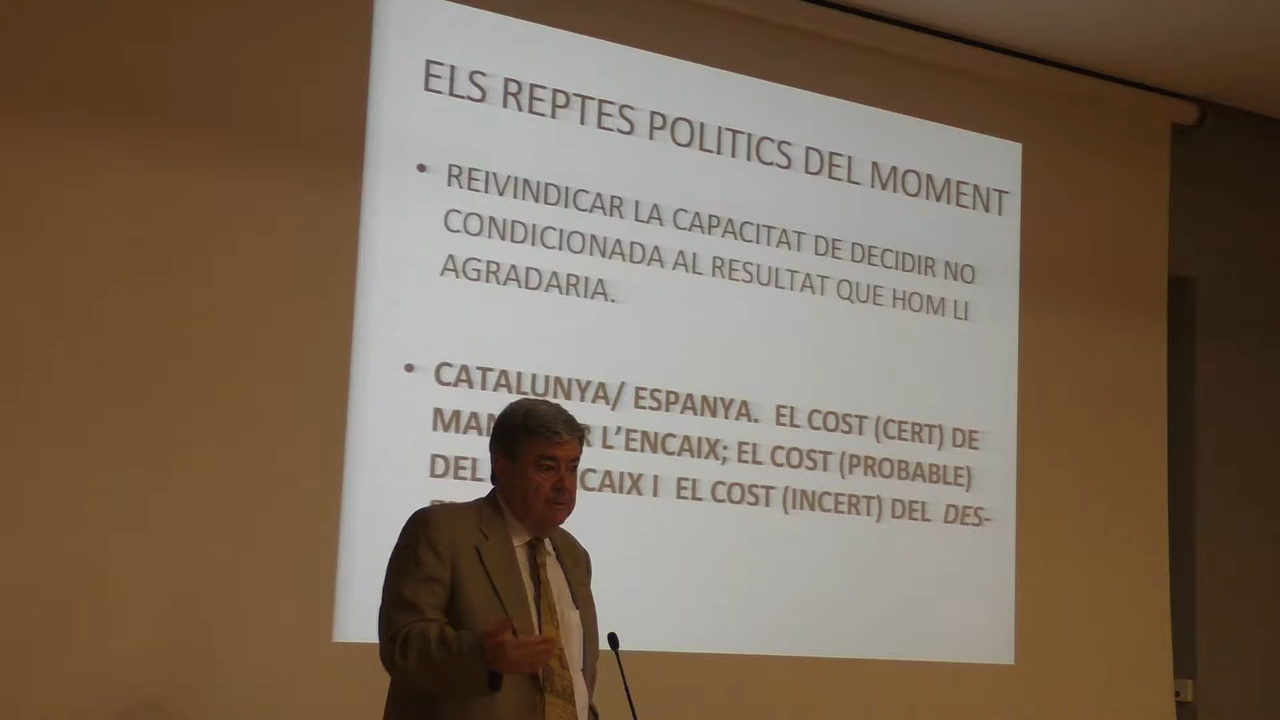 ELS REPTES POLITICS DEL MOMENT
• REIVINDICAR LA CAPACITAT DE DECIDIR NO
CONDICIONADA AL RESULTAT QUE HOM LI
AGRADARIA.
• CATALUNYA/ ESPANYA. EL COST (CERT) DE
L'ENCAIX; EL COST (PROBABLE)
DEL I EL COST (INCERT) DEL DES-